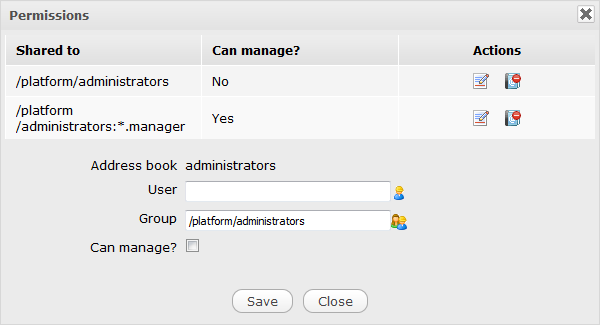 Permissions
Shared to Can manage? Actions
/platform/administrators No
/platform
/administrators:*.manager Yes
Address book administrators
User
Group /platform/administrators
Can manage?
Save Close